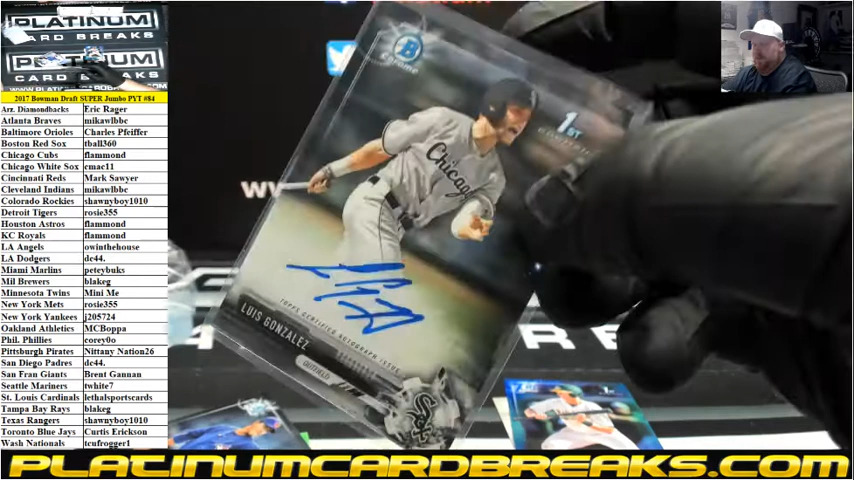 PLATINUM
CARD BREAKS
PLATINUM
CARD BREAKS
2017 Bowman Draft SUPER Jumbo PYT #84
Arz. Diamondbacks Eric Rager
Atlanta Braves mikawlbbc
Baltimore Orioles Charles Pfeiffer
Boston Red Sox tball360
Chicago Cubs flammond
Chicago White Sox cmac11
Cincinnati Reds Mark Sawyer
Cleveland Indians mikawlbbc
Colorado Rockies shawnyboy1010
Detroit Tigers rosie355
Houston Astros flammond
KC Royals flammond
LA Angels owinthehouse
LA Dodgers dc44.
Miami Marlins peteybuks
Mil Brewers blakeg
Minnesota Twins Mini Me
New York Mets rosie355
New York Yankees j205724
Oakland Athletics MCBoppa
Phil. Phillies corey0o
Pittsburgh Pirates Nittany Nation26
San Diego Padres dc44.
San Fran Giants Brent Gannan
Seattle Mariners twhite7
St. Louis Cardinals lethalsportscards
Tampa Bay Rays blakeg
Texas Rangers shawnyboy1010
Toronto Blue Jays Curtis Erickson
Wash Nationals tcufrogger1
B
Chrome
1ST
Chicago
TOPPS CERTIFIED AUTOGRAPH ISSUE
LUIS GONZALEZ
OUTFIELD
Sox
PLATINUMCARDBREAKS.COM